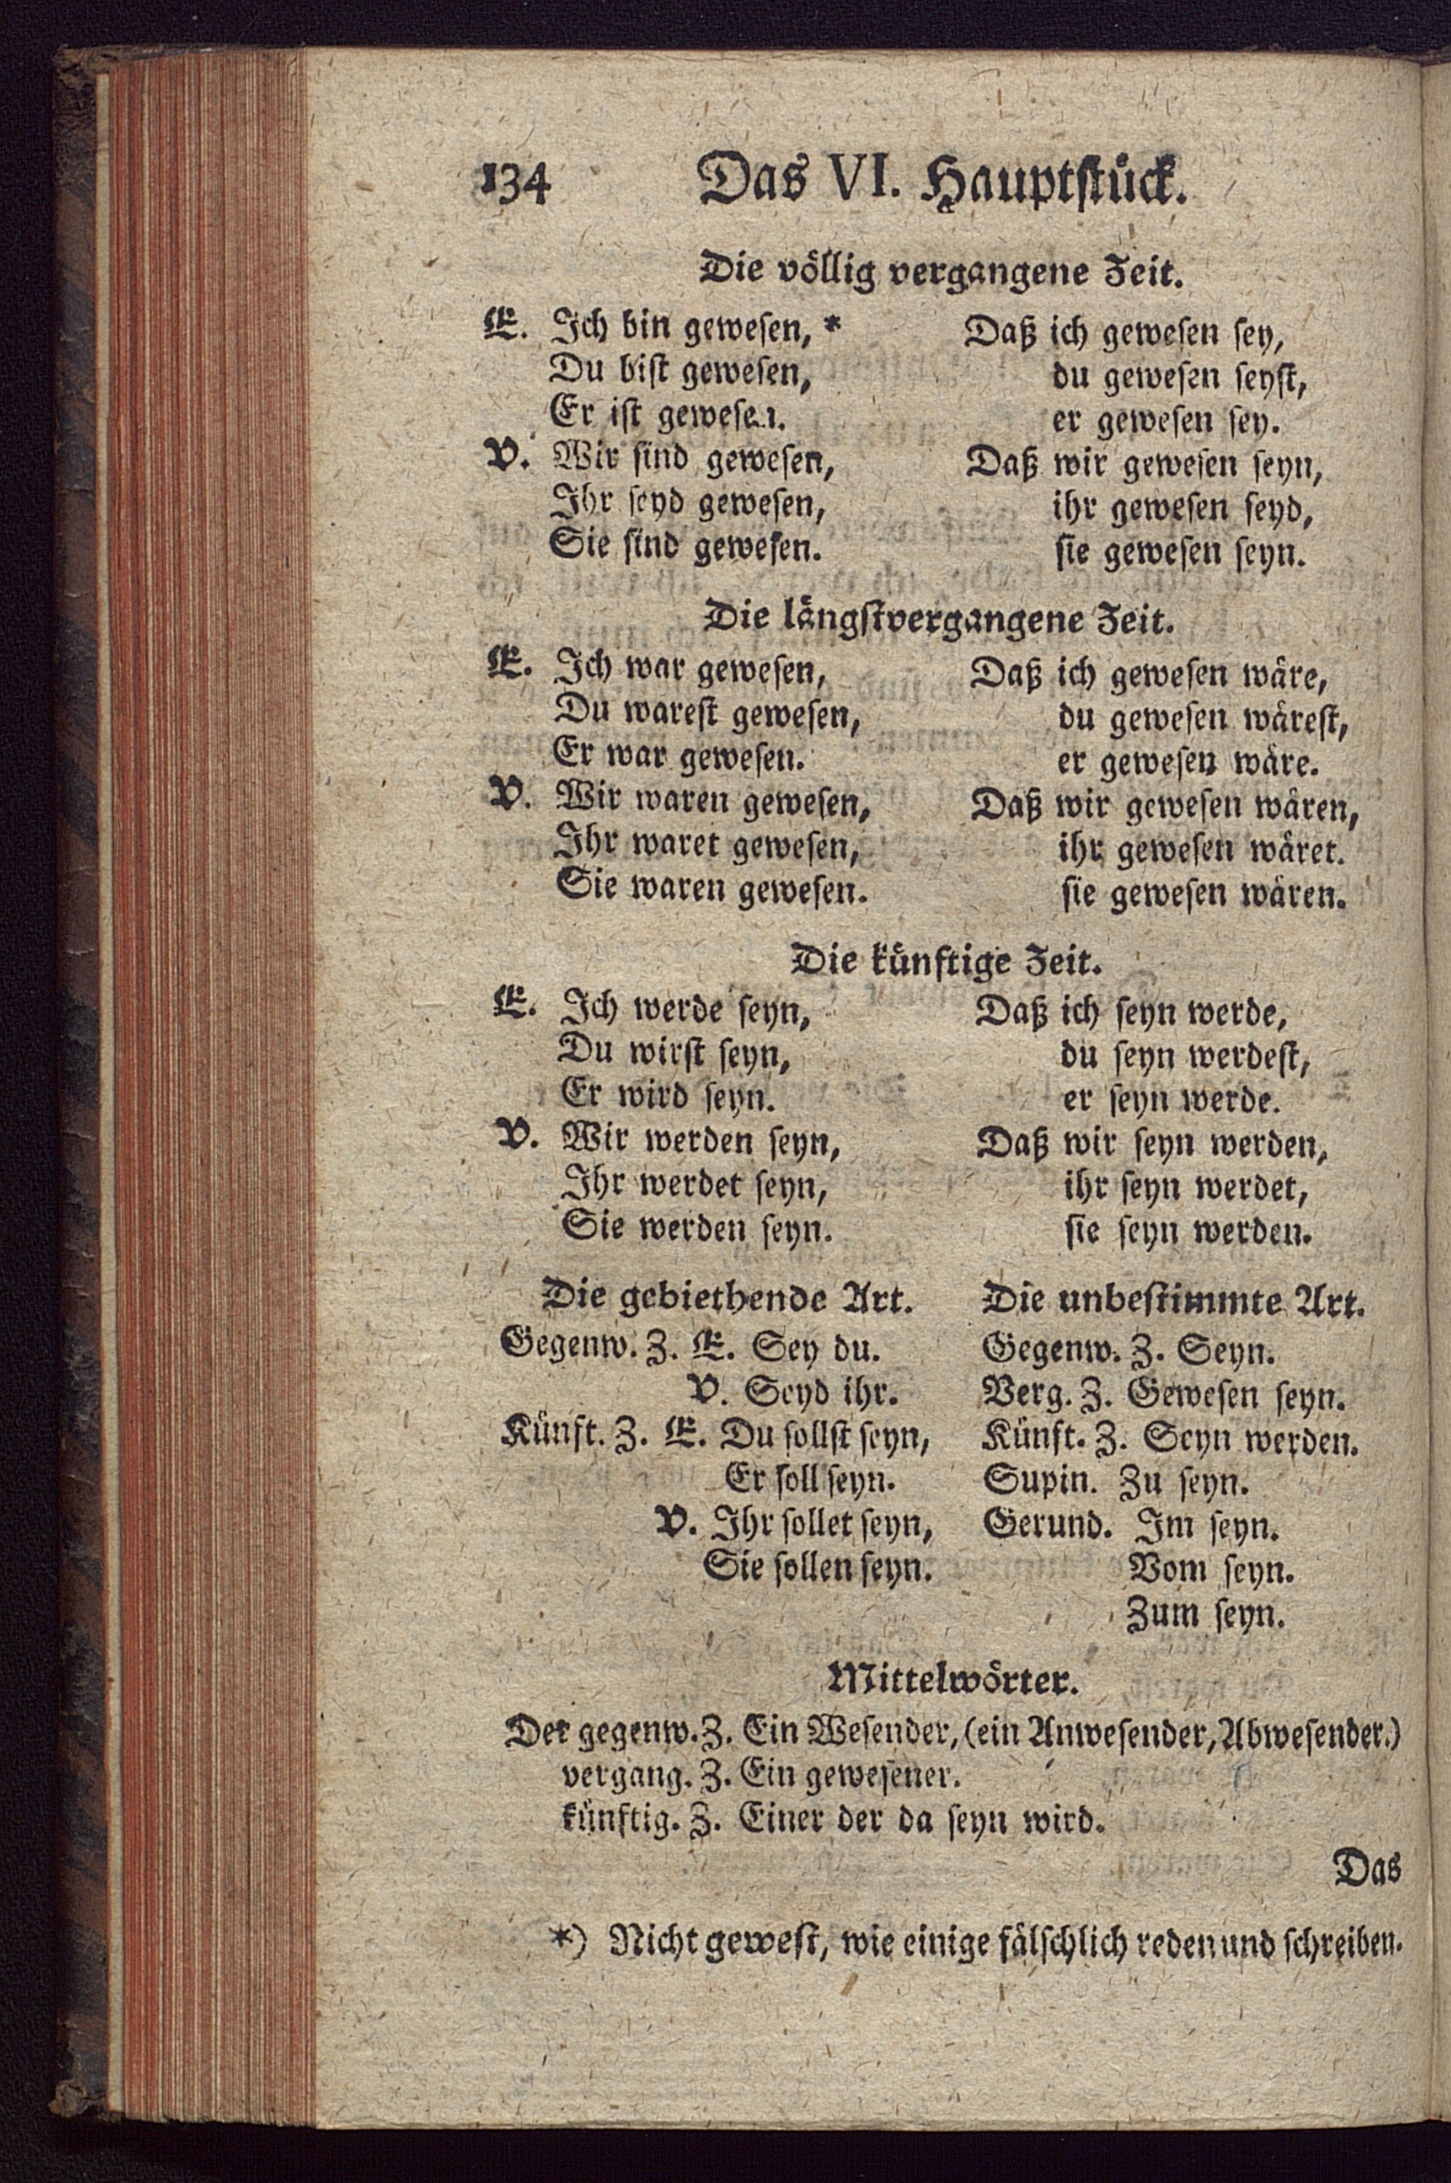 134 Das VI. Hauptstück.
Die völlig vergangene Zeit.
E. Ich bin gewesen, * Daß ich gewesen sey,
Du bist gewesen, du gewesen seyst,
Er ist gewesen. er gewesen sey.
V. Wir sind gewesen, Daß wir gewesen seyn,
Ihr seyd gewesen, ihr gewesen seyd,
Sie sind gewesen. sie gewesen seyn.
Die längstvergangene Zeit.
E. Ich war gewesen, Daß ich gewesen wäre,
Du warest gewesen, du gewesen wärest,
Er war gewesen. er gewesen wäre.
V. Wir waren gewesen, Daß wir gewesen wären,
Ihr waret gewesen, ihr gewesen wäret.
Sie waren gewesen. sie gewesen wären.
Die künftige Zeit.
E. Ich werde seyn, Daß ich seyn werde,
Du wirst seyn, du seyn werdest,
Er wird seyn. er seyn werde.
V. Wir werden seyn, Daß wir seyn werden,
Ihr werdet seyn, ihr seyn werdet,
Sie werden seyn. sie seyn werden.
Die gebiethende Art. Die unbestimmte Art.
Gegenw. Z. E. Sey du. Gegenw. Z. Seyn.
V. Seyd ihr. Verg. Z. Gewesen seyn.
Künft. Z. E. Du sollst seyn, Künft. Z. Seyn werden.
Er soll seyn. Supin. Zu seyn.
V. Ihr sollet seyn, Gerund. Im seyn.
Sie sollen seyn. Vom seyn.
Zum seyn.
Mittelwörter.
Der gegenw. Z. Ein Wesender, (ein Anwesender, Abwesender.)
vergang. Z. Ein gewesener.
künftig. Z. Einer der da seyn wird.
Das
*) Nicht gewest, wie einige fälschlich reden und schreiben.